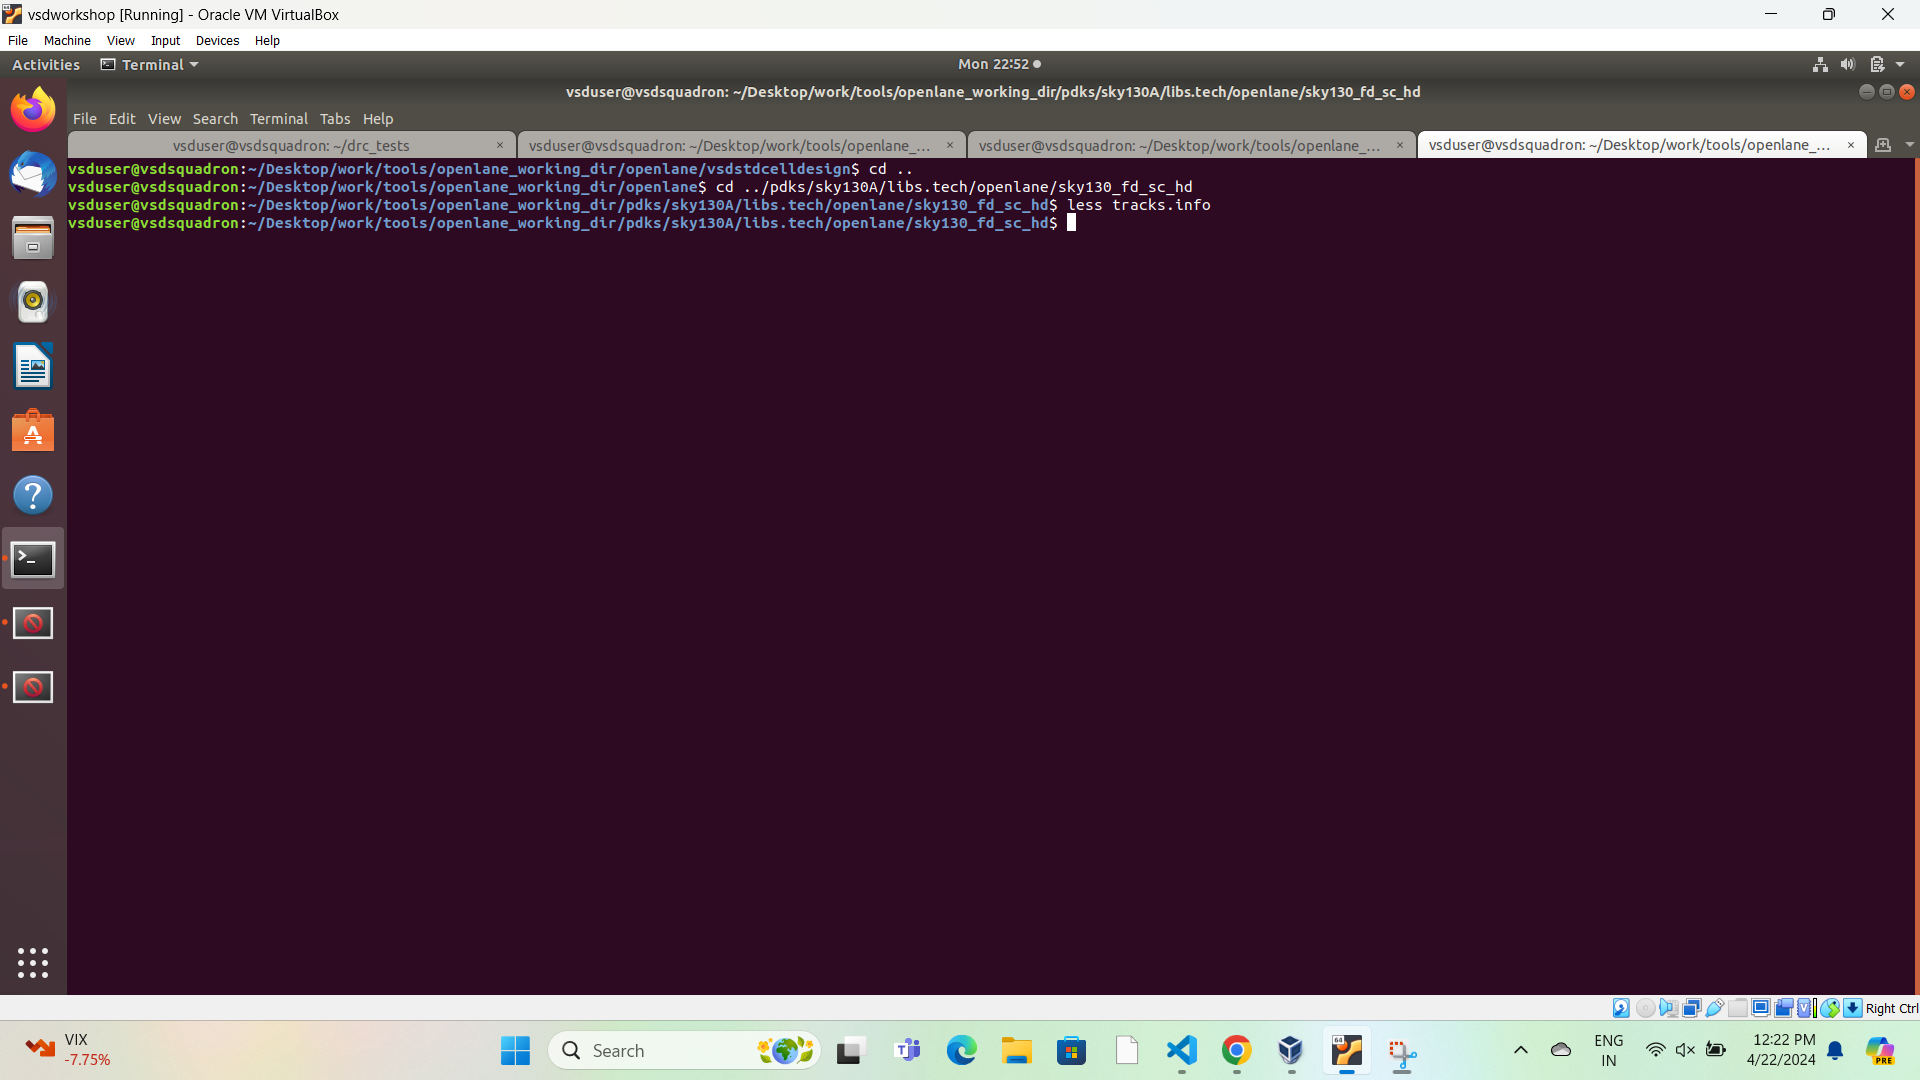 vsdworkshop [Running] - Oracle VM VirtualBox
File Machine View Input Devices Help
Activities Terminal Mon 22:52
vsduser@vsdsquadron: ~/Desktop/work/tools/openlane_working_dir/pdks/sky130A/libs.tech/openlane/sky130_fd_sc_hd
File Edit View Search Terminal Tabs Help
vsduser@vsdsquadron: ~/drc_tests × vsduser@vsdsquadron: ~/Desktop/work/tools/openlane_... × vsduser@vsdsquadron: ~/Desktop/work/tools/openlane_... × vsduser@vsdsquadron: ~/Desktop/work/tools/openlane_... ×
vsduser@vsdsquadron:~/Desktop/work/tools/openlane_working_dir/openlane/vsdstdcelldesign$ cd ..
vsduser@vsdsquadron:~/Desktop/work/tools/openlane_working_dir/openlane$ cd ../pdks/sky130A/libs.tech/openlane/sky130_fd_sc_hd
vsduser@vsdsquadron:~/Desktop/work/tools/openlane_working_dir/pdks/sky130A/libs.tech/openlane/sky130_fd_sc_hd$ less tracks.info
vsduser@vsdsquadron:~/Desktop/work/tools/openlane_working_dir/pdks/sky130A/libs.tech/openlane/sky130_fd_sc_hd$
Right Ctrl
VIX
-7.75%
Search
64
ENG
IN
12:22 PM
4/22/2024
PRE